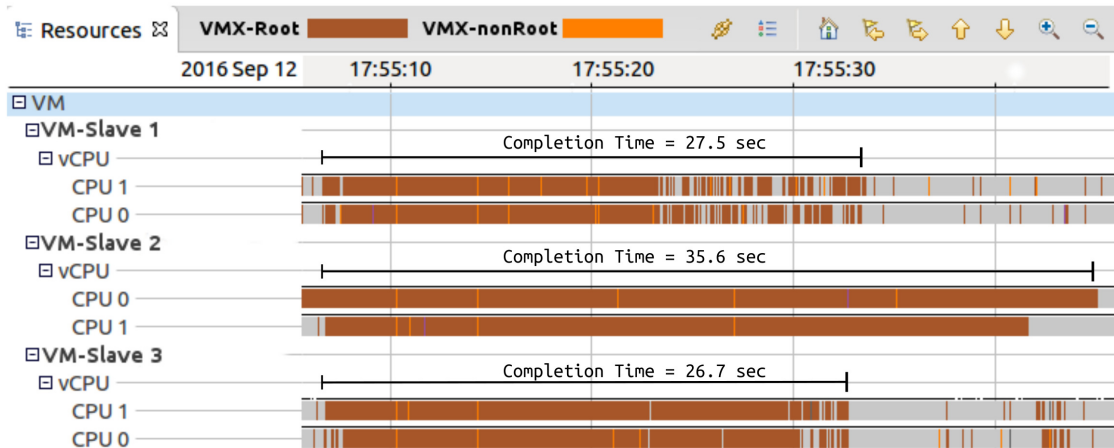 Resources VMX-Root VMX-nonRoot
2016 Sep 12 17:55:10 17:55:20 17:55:30
VM
VM-Slave 1
Completion Time = 27.5 sec
vCPU
CPU 1
CPU 0
VM-Slave 2
Completion Time = 35.6 sec
vCPU
CPU 0
CPU 1
VM-Slave 3
Completion Time = 26.7 sec
vCPU
CPU 1
CPU 0